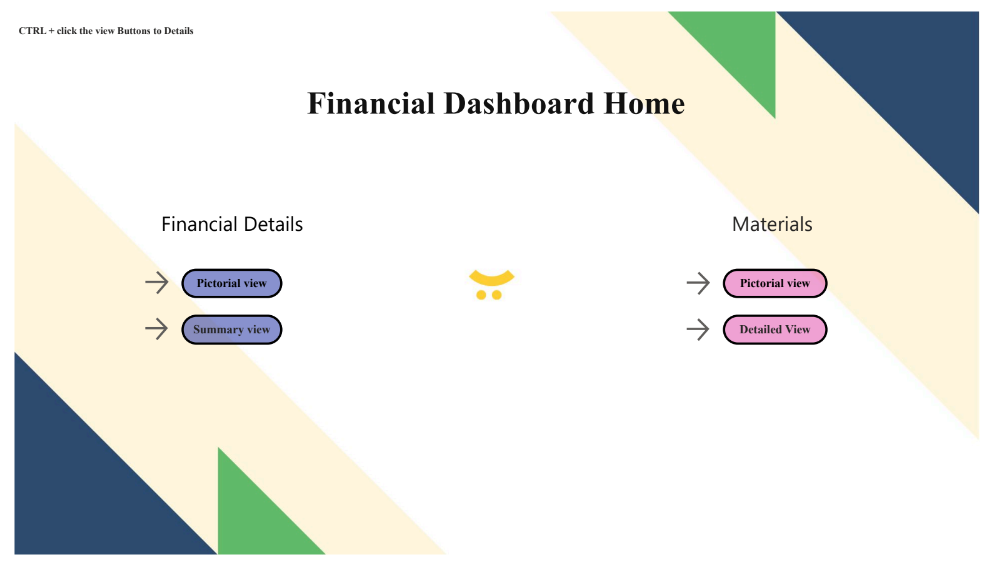 CTRL + click the view Buttons to Details
Financial Dashboard Home
Financial Details
Pictorial view
Summary view
Materials
Pictorial view
Detailed View